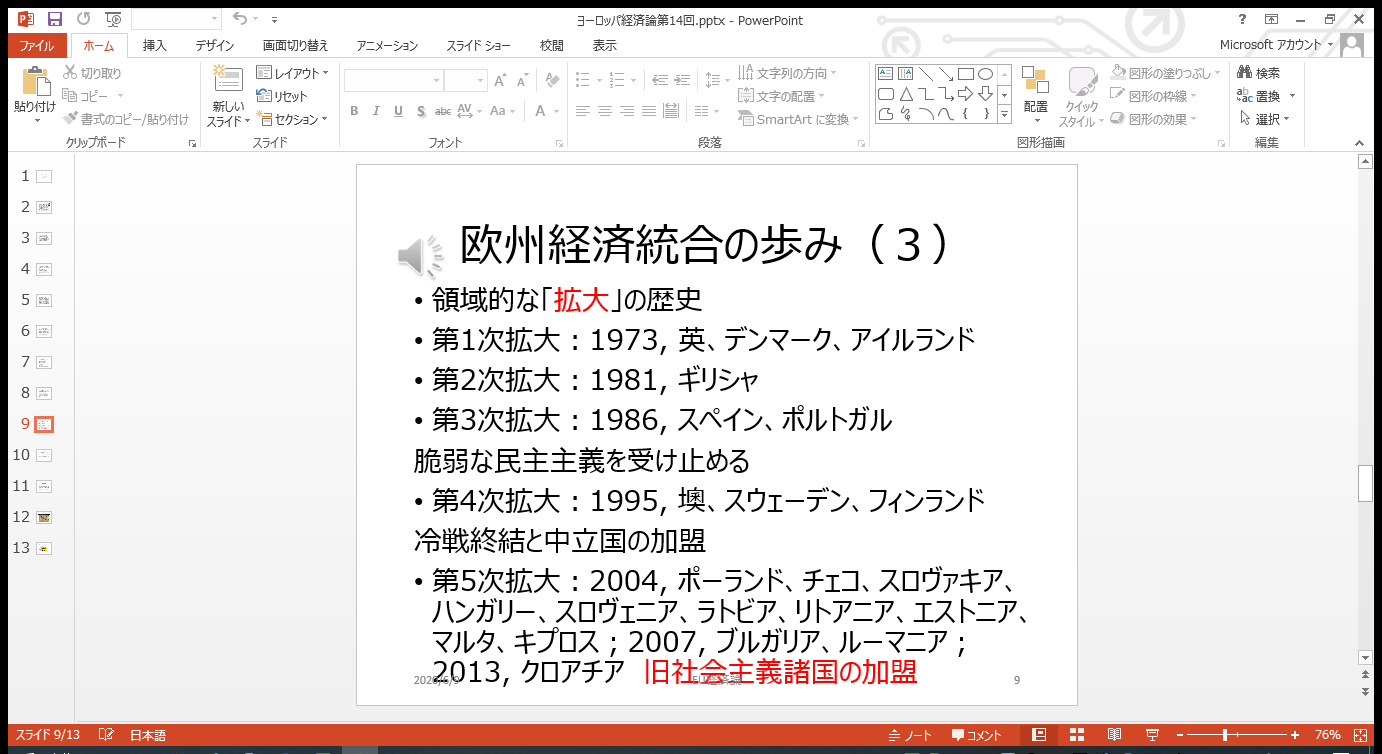 ヨーロッパ経済論第14回.pptx - PowerPoint
ファイル ホーム 挿入 デザイン 画面切り替え アニメーション スライド ショー 校閲 表示 Microsoft アカウント
貼り付け
切り取り
コピー
書式のコピー/貼り付け
クリップボード
新しい
スライド
レイアウト
リセット
セクション
スライド
B I U S abc AV Aa A
フォント
文字列の方向
文字の配置
SmartArt に変換
段落
配置
クイック
スタイル
図形の塗りつぶし
図形の枠線
図形の効果
図形描画
検索
置換
選択
編集
1
2
3
4
5
6
7
8
9
10
11
12
13
欧州経済統合の歩み（３）
• 領域的な「拡大」の歴史
• 第1次拡大：1973, 英、デンマーク、アイルランド
• 第2次拡大：1981, ギリシャ
• 第3次拡大：1986, スペイン、ポルトガル
脆弱な民主主義を受け止める
• 第4次拡大：1995, 墺、スウェーデン、フィンランド
冷戦終結と中立国の加盟
• 第5次拡大：2004, ポーランド、チェコ、スロヴァキア、
ハンガリー、スロヴェニア、ラトビア、リトアニア、エストニア、
マルタ、キプロス；2007, ブルガリア、ルーマニア；
2013, クロアチア 旧社会主義諸国の加盟
2020/6/9 EU経済論 9
スライド 9/13 日本語 ノート コメント 76%